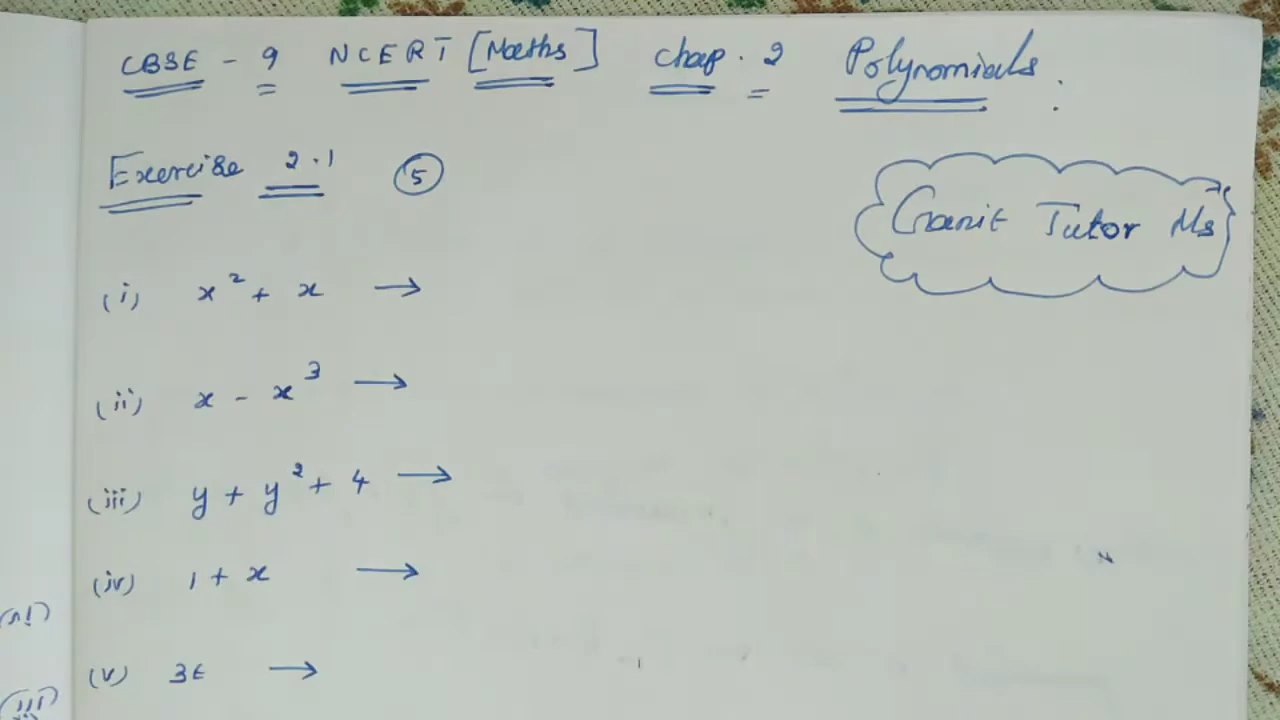 CBSE - 9 NCERT [Maths] Chap. 2 Polynomials :
Exercise 2.1 (5)
Ganit Tutor Ms
(i) x² + x →
(ii) x - x³ →
(iii) y + y² + 4 →
(iv) 1 + x →
(v) 3t →